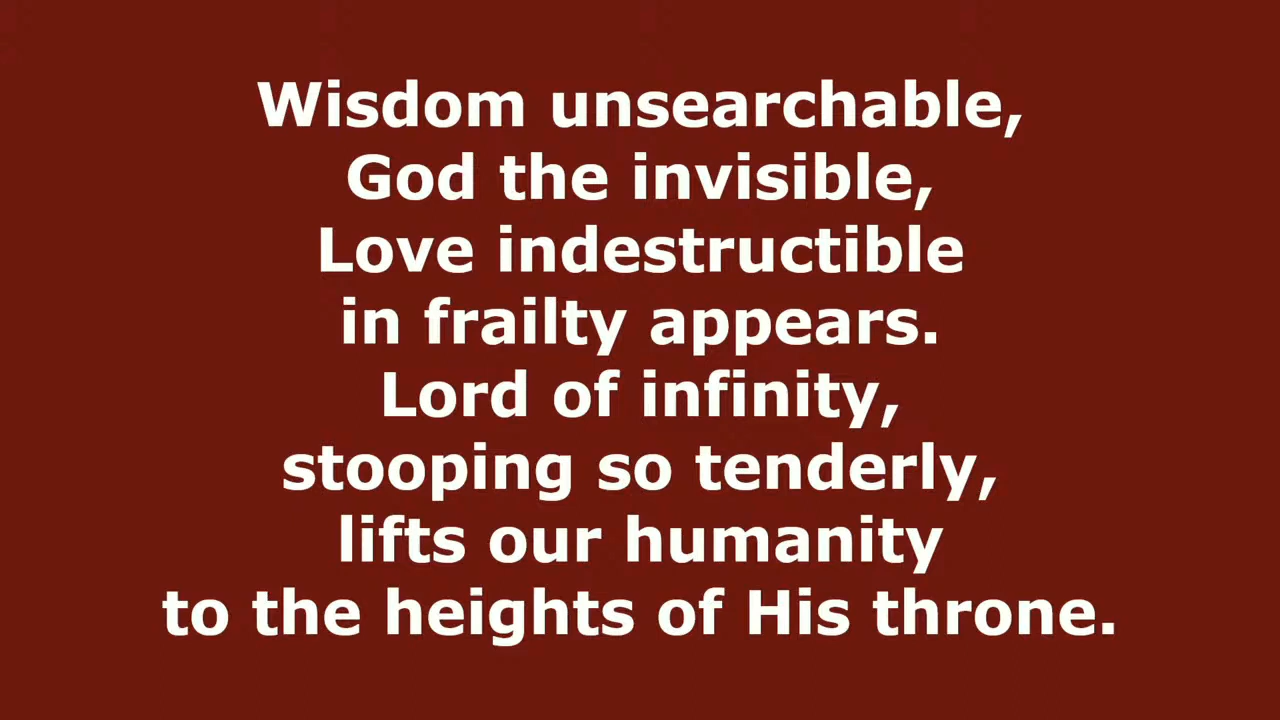 Wisdom unsearchable,
God the invisible,
Love indestructible
in frailty appears.
Lord of infinity,
stooping so tenderly,
lifts our humanity
to the heights of His throne.